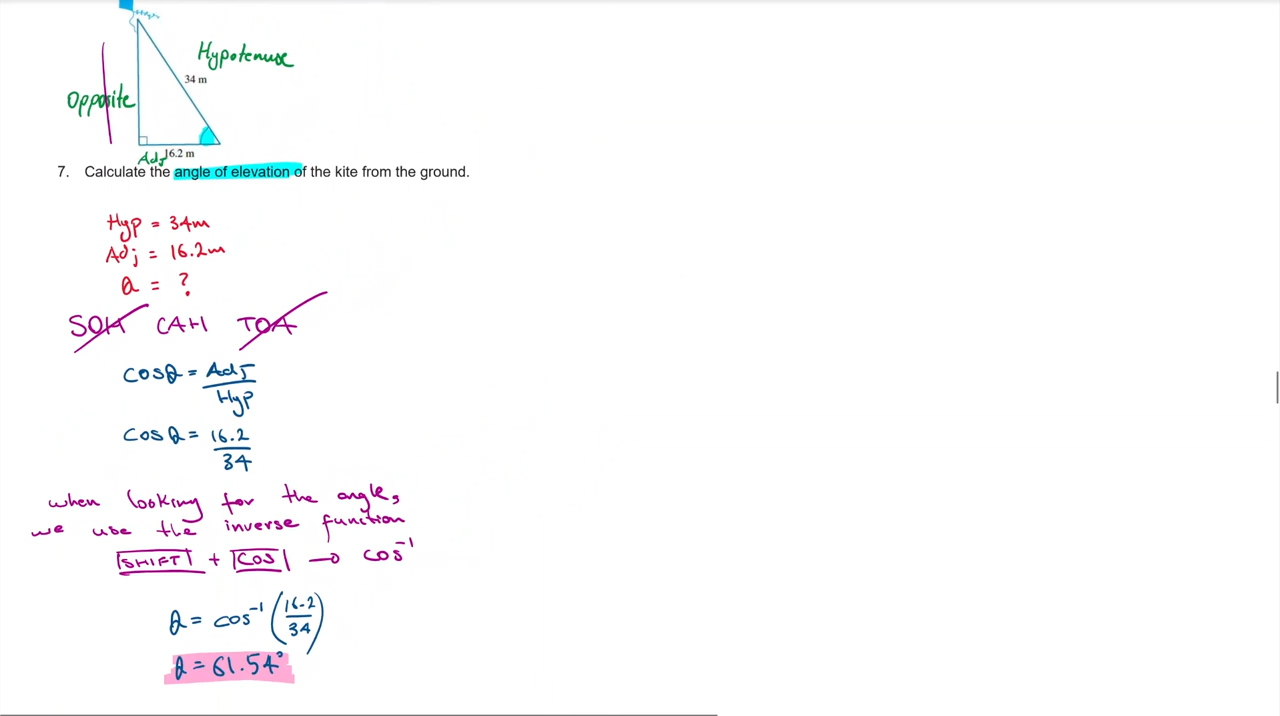 Hypotenuse
34 m
Opposite
Adj 16.2 m
7. Calculate the angle of elevation of the kite from the ground.
Hyp = 34m
Adj = 16.2m
θ = ?
SOH CAH TOA
cosθ = Adj
Hyp
cosθ = 16.2
34
when looking for the angle,
we use the inverse function
SHIFT + COS → cos⁻¹
θ = cos⁻¹ (16.2
34)
θ = 61.54°